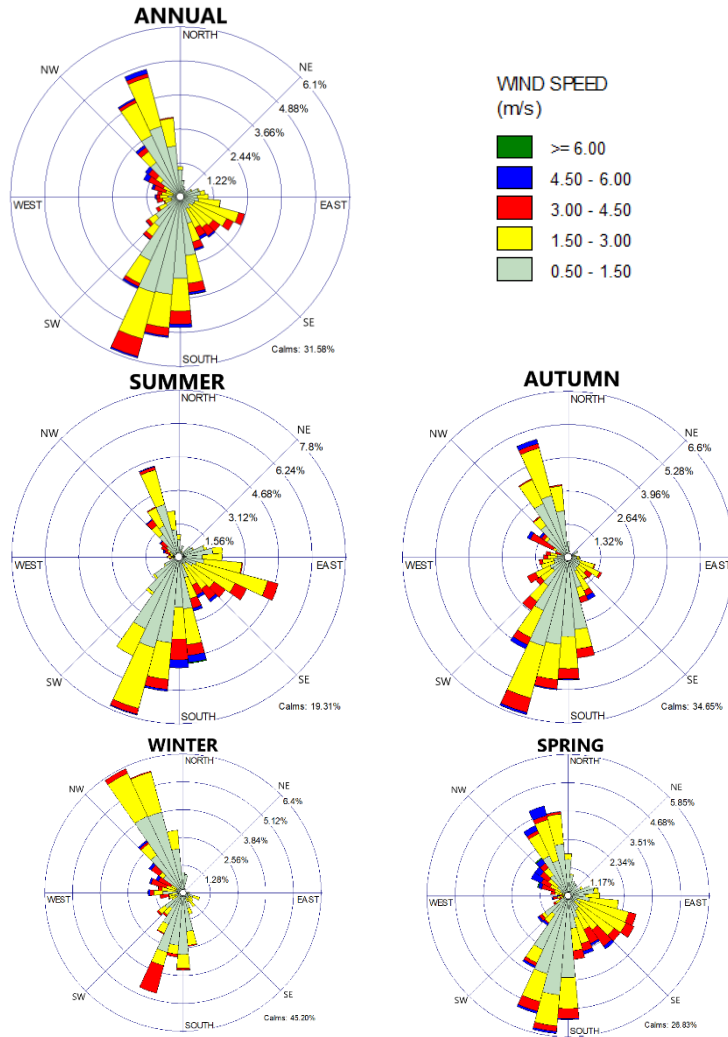 ANNUAL
NORTH
NW
NE
6.1%
4.88%
3.66%
2.44%
1.22%
WEST
EAST
SW
SE
SOUTH
Calms: 31.58%
WIND SPEED
(m/s)
>= 6.00
4.50 - 6.00
3.00 - 4.50
1.50 - 3.00
0.50 - 1.50
SUMMER
NORTH
NW
NE
7.8%
6.24%
4.68%
3.12%
1.56%
WEST
EAST
SW
SE
SOUTH
Calms: 19.31%
AUTUMN
NORTH
NW
NE
6.6%
5.28%
3.96%
2.64%
1.32%
WEST
EAST
SW
SE
SOUTH
Calms: 34.65%
WINTER
NORTH
NW
NE
6.4%
5.12%
3.84%
2.56%
1.28%
WEST
EAST
SW
SE
SOUTH
Calms: 45.20%
SPRING
NORTH
NW
NE
5.85%
4.68%
3.51%
2.34%
1.17%
WEST
EAST
SW
SE
SOUTH
Calms: 26.83%